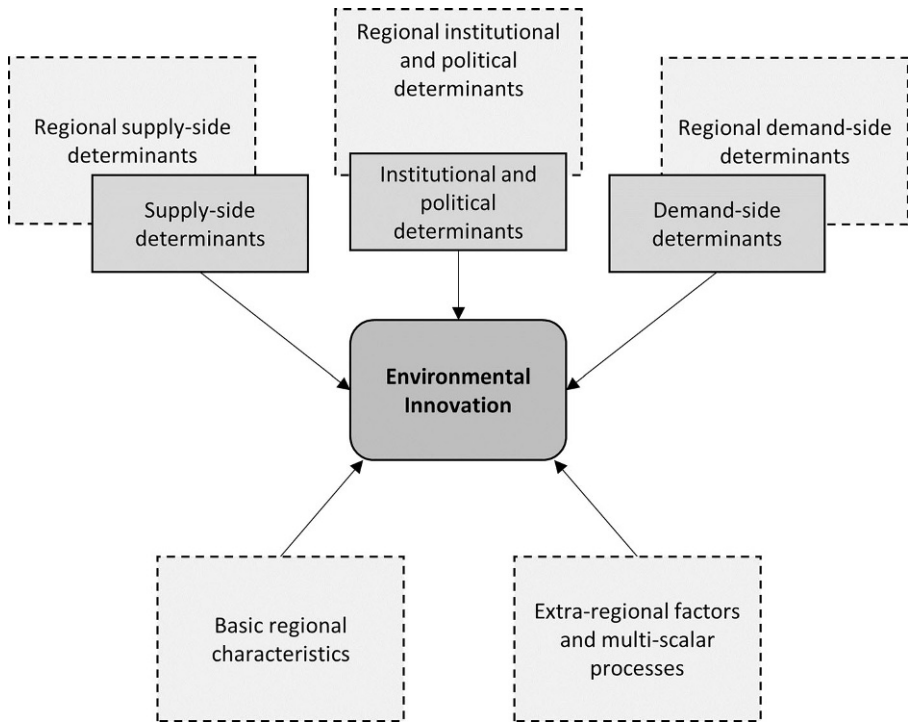 Regional institutional
and political
determinants
Regional supply-side
determinants
Regional demand-side
determinants
Supply-side
determinants
Institutional and
political
determinants
Demand-side
determinants
Environmental
Innovation
Basic regional
characteristics
Extra-regional factors
and multi-scalar
processes